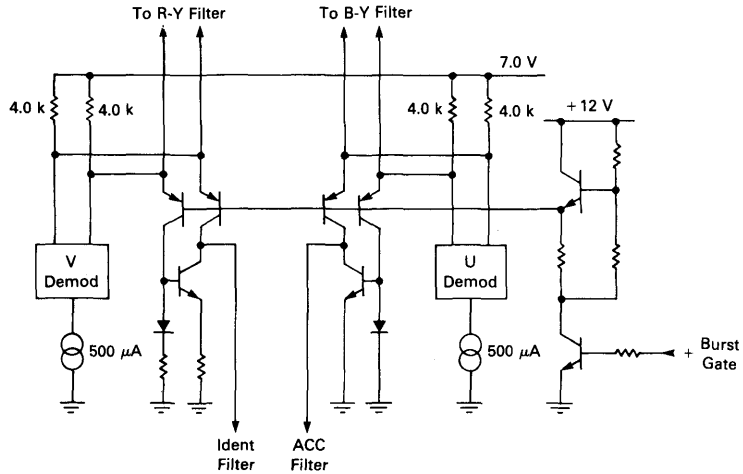 To R-Y Filter
To B-Y Filter
7.0 V
4.0 k
4.0 k
4.0 k
4.0 k
+12 V
V
Demod
U
Demod
500 μA
500 μA
+ Burst
Gate
Ident
Filter
ACC
Filter